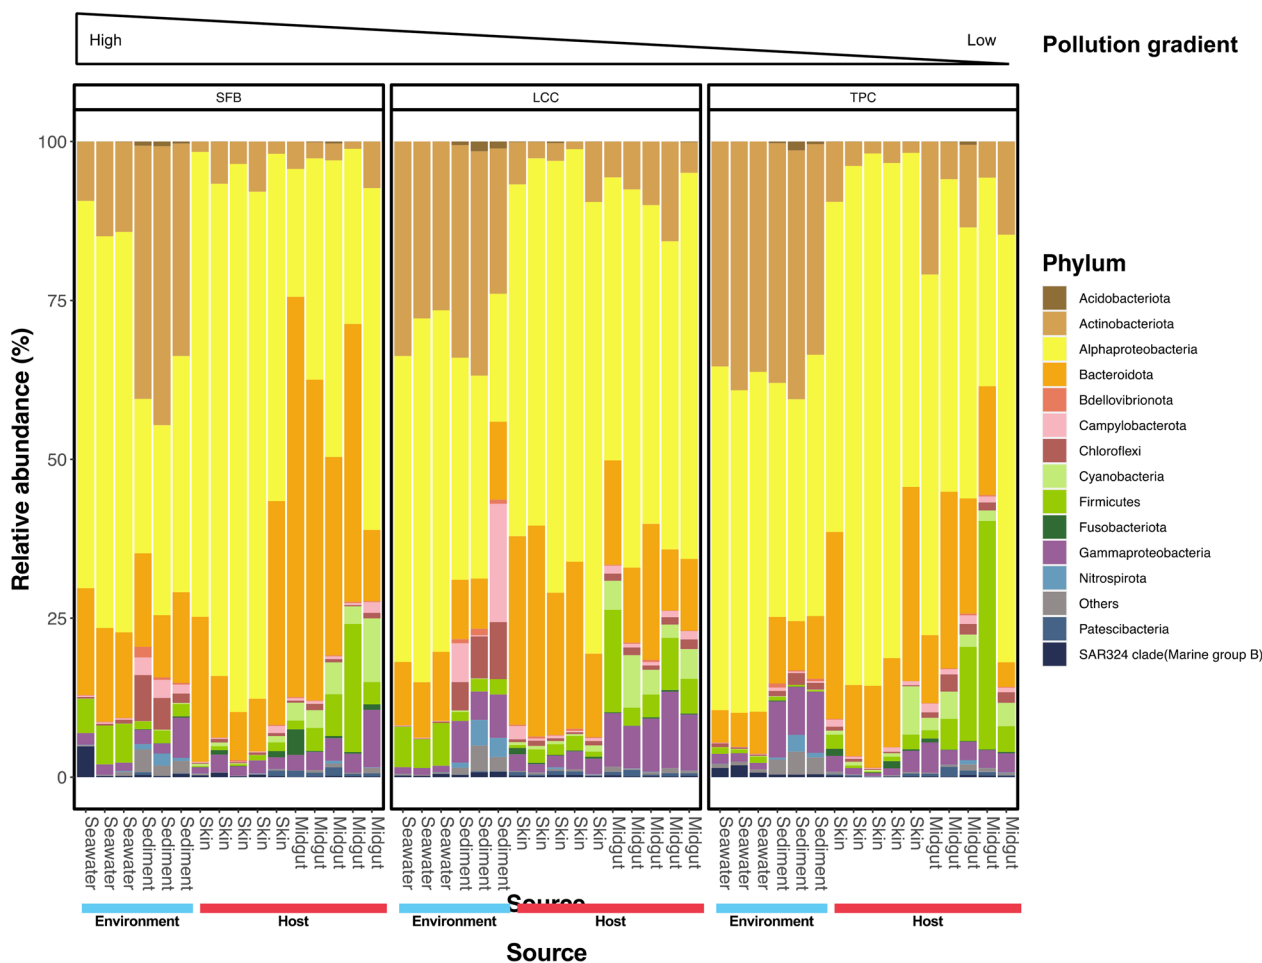 High
Low
Pollution gradient
SFB
LCC
TPC
100
75
50
25
0
Relative abundance (%)
Phylum
Acidobacteriota
Actinobacteriota
Alphaproteobacteria
Bacteroidota
Bdellovibrionota
Campylobacterota
Chloroflexi
Cyanobacteria
Firmicutes
Fusobacteriota
Gammaproteobacteria
Nitrospirota
Others
Patescibacteria
SAR324 clade(Marine group B)
Seawater
Seawater
Seawater
Sediment
Sediment
Sediment
Skin
Skin
Skin
Skin
Skin
Midgut
Midgut
Midgut
Midgut
Midgut
Seawater
Seawater
Seawater
Sediment
Sediment
Sediment
Skin
Skin
Skin
Skin
Skin
Midgut
Midgut
Midgut
Midgut
Midgut
Seawater
Seawater
Seawater
Sediment
Sediment
Sediment
Skin
Skin
Skin
Skin
Skin
Midgut
Midgut
Midgut
Midgut
Midgut
Source
Environment
Host
Environment
Host
Environment
Host
Source